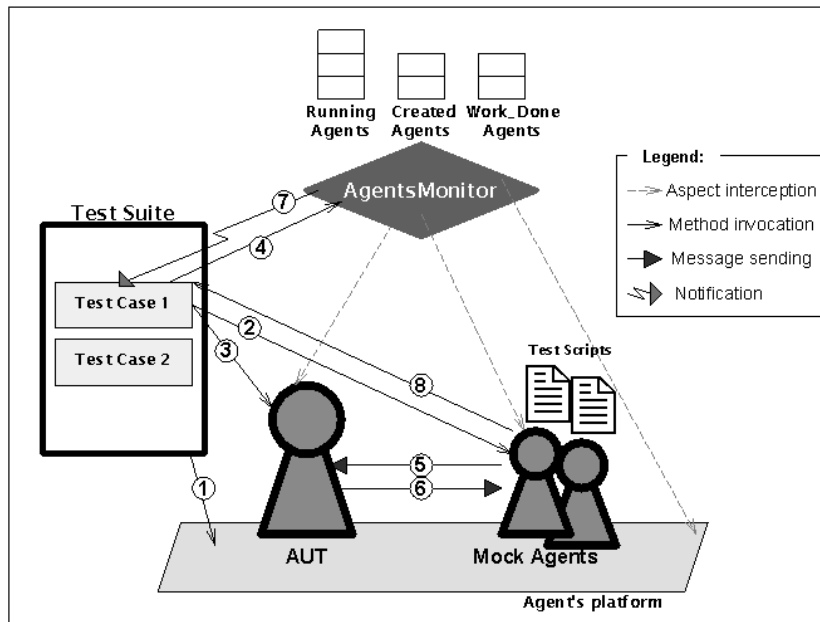 Running
Agents
Created
Agents
Work_Done
Agents
AgentsMonitor
Legend:
Aspect interception
Method invocation
Message sending
Notification
Test Suite
7
4
Test Case 1
2
Test Case 2
3
8
Test Scripts
5
6
1
AUT
Mock Agents
Agent's platform